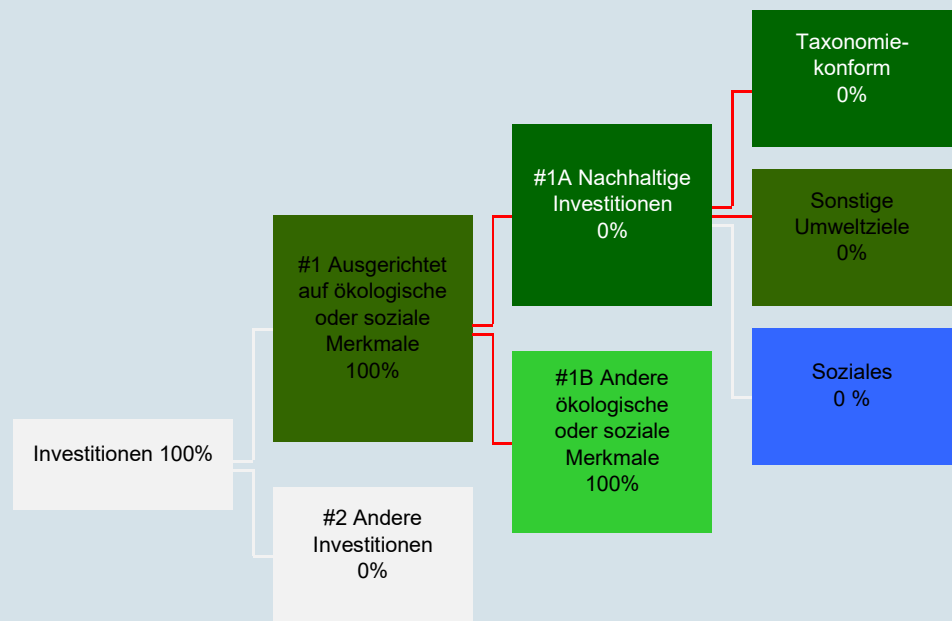 Investitionen 100%
#1 Ausgerichtet
auf ökologische
oder soziale
Merkmale
100%
#2 Andere
Investitionen
0%
#1A Nachhaltige
Investitionen
0%
#1B Andere
ökologische
oder soziale
Merkmale
100%
Taxonomie-
konform
0%
Sonstige
Umweltziele
0%
Soziales
0 %